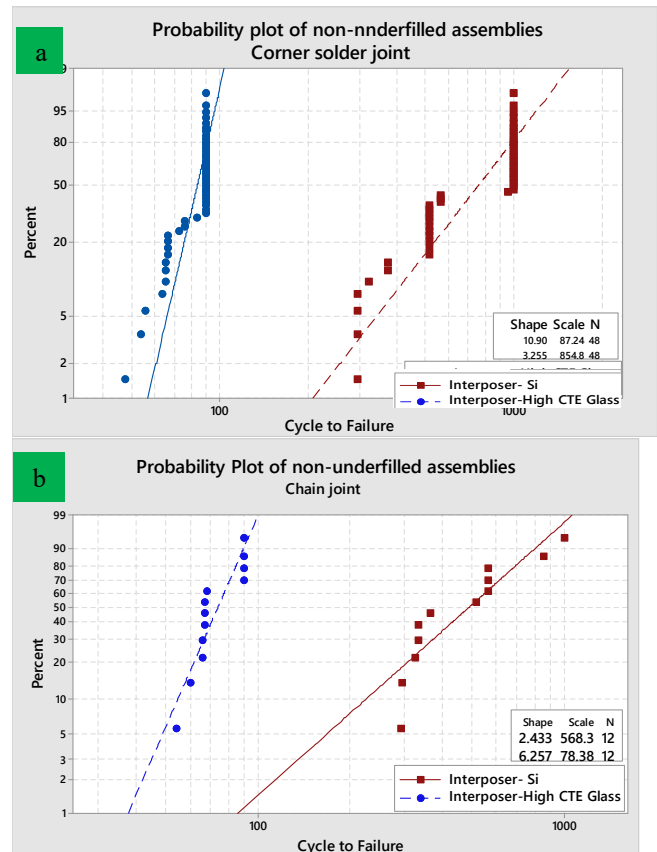 a
Probability plot of non-nnderfilled assemblies
Corner solder joint
9
95
80
50
20
5
2
1
Percent
100
1000
Cycle to Failure
Shape Scale N
10.90 87.24 48
3.255 854.8 48
Interposer- Si
Interposer-High CTE Glass
b
Probability Plot of non-underfilled assemblies
Chain joint
99
90
80
70
60
50
40
30
20
10
5
3
2
1
Percent
100
1000
Cycle to Failure
Shape Scale N
2.433 568.3 12
6.257 78.38 12
Interposer- Si
Interposer-High CTE Glass